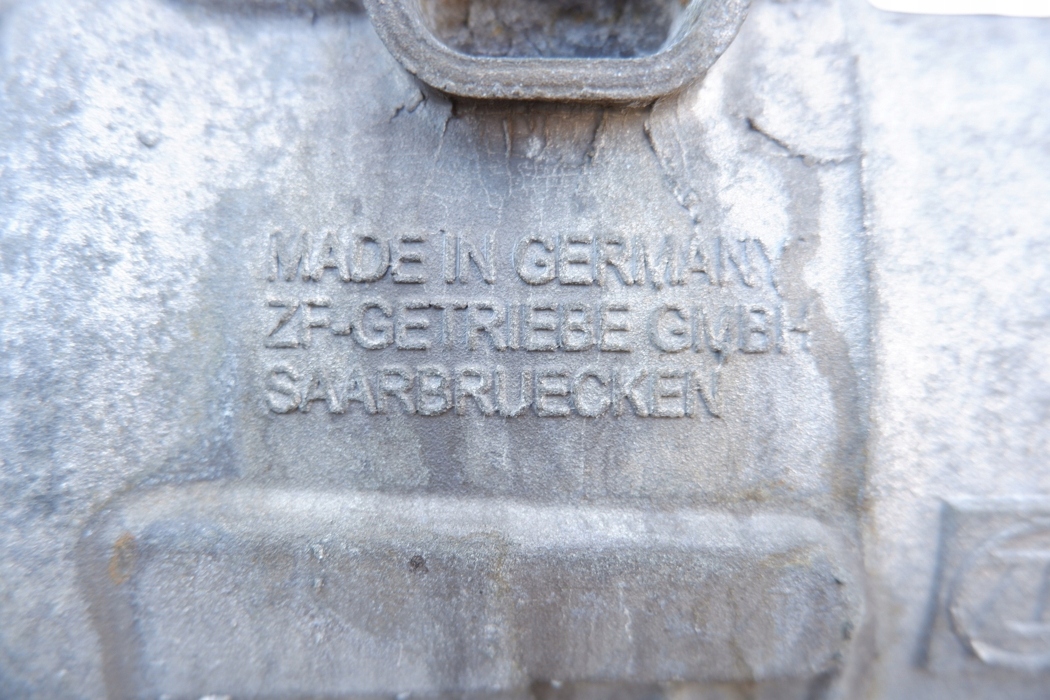 MADE IN GERMANY
ZF-GETRIEBE GMBH
SAARBRUECKEN